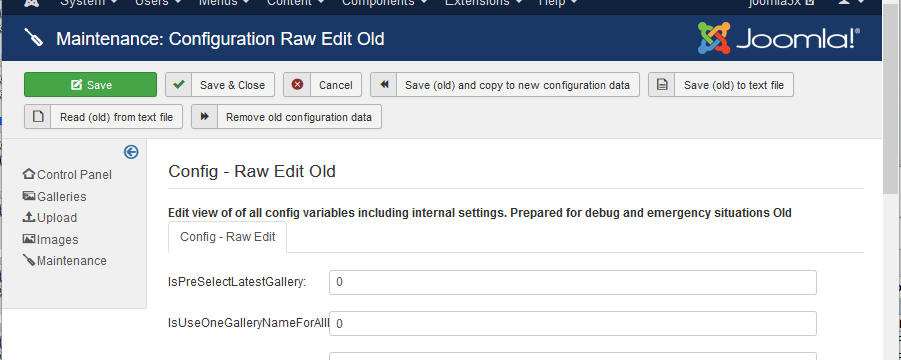 System Users Menus Content Components Extensions Help joomla3x
Maintenance: Configuration Raw Edit Old Joomla!®
Save Save & Close Cancel Save (old) and copy to new configuration data Save (old) to text file
Read (old) from text file Remove old configuration data
Control Panel
Galleries
Upload
Images
Maintenance
Config - Raw Edit Old
Edit view of of all config variables including internal settings. Prepared for debug and emergency situations Old
Config - Raw Edit
IsPreSelectLatestGallery: 0
IsUseOneGalleryNameForAllI 0